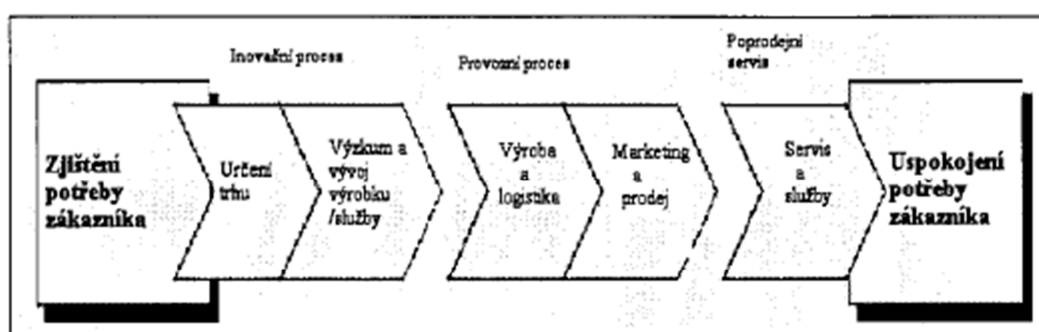 Inovační proces
Provozní proces
Poprodejní
servis
Zjištění
potřeby
zákazníka
Určení
trhu
Výzkum a
vývoj
výrobku
/služby
Výroba
a
logistika
Marketing
a
prodej
Servis
a
služby
Uspokojení
potřeby
zákazníka